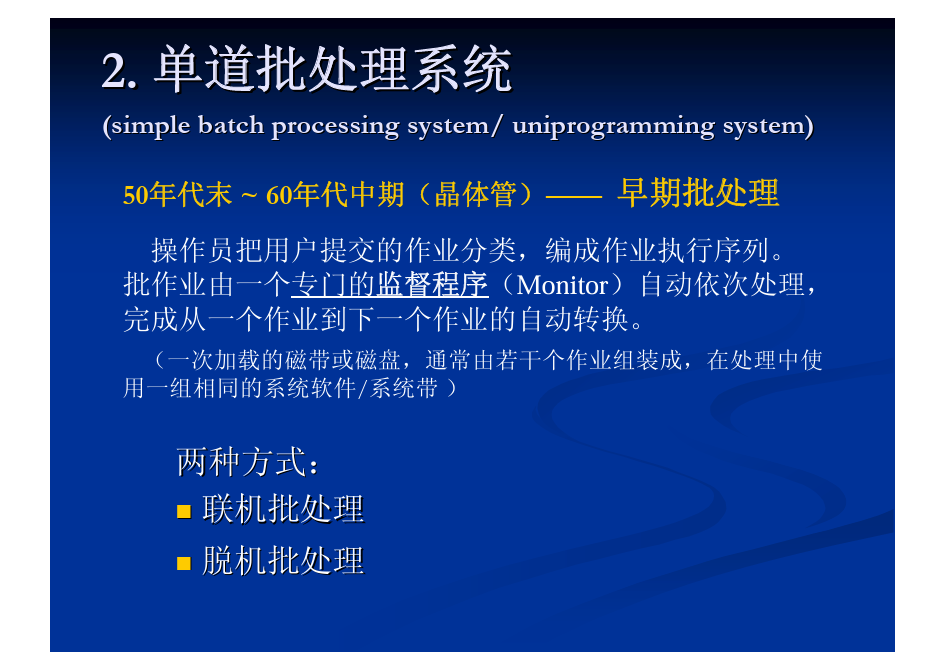 2. 单道批处理系统
(simple batch processing system/ uniprogramming system)
50年代末 ~ 60年代中期（晶体管）—— 早期批处理
操作员把用户提交的作业分类，编成作业执行序列。
批作业由一个专门的监督程序（Monitor）自动依次处理，
完成从一个作业到下一个作业的自动转换。
（一次加载的磁带或磁盘，通常由若干个作业组装成，在处理中使
用一组相同的系统软件/系统带 ）
两种方式：
联机批处理
脱机批处理